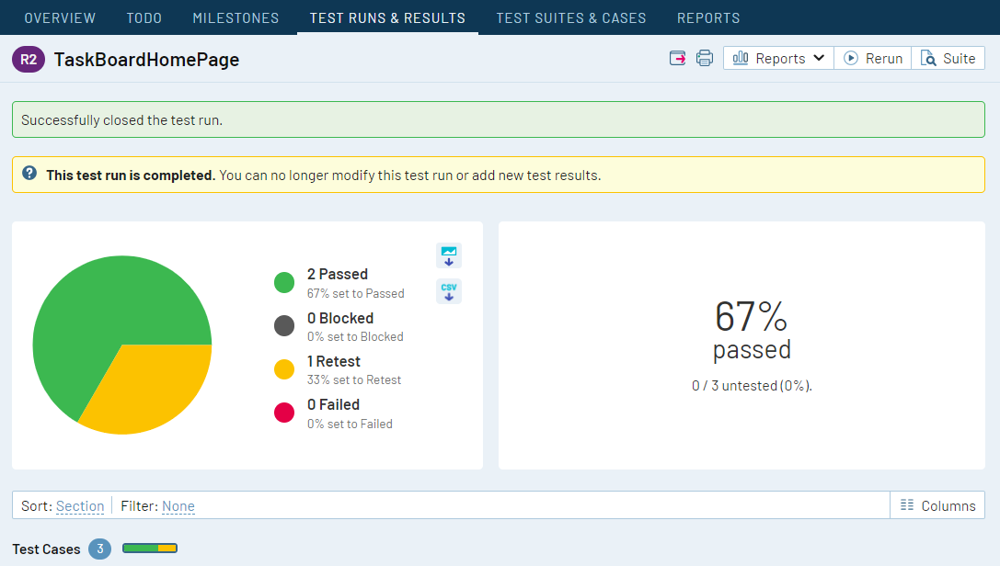 OVERVIEW TODO MILESTONES TEST RUNS & RESULTS TEST SUITES & CASES REPORTS
R2 TaskBoardHomePage Reports Rerun Suite
Successfully closed the test run.
? This test run is completed. You can no longer modify this test run or add new test results.
2 Passed
67% set to Passed
0 Blocked
0% set to Blocked
1 Retest
33% set to Retest
0 Failed
0% set to Failed
CSV
67%
passed
0 / 3 untested (0%).
Sort: Section Filter: None Columns
Test Cases 3